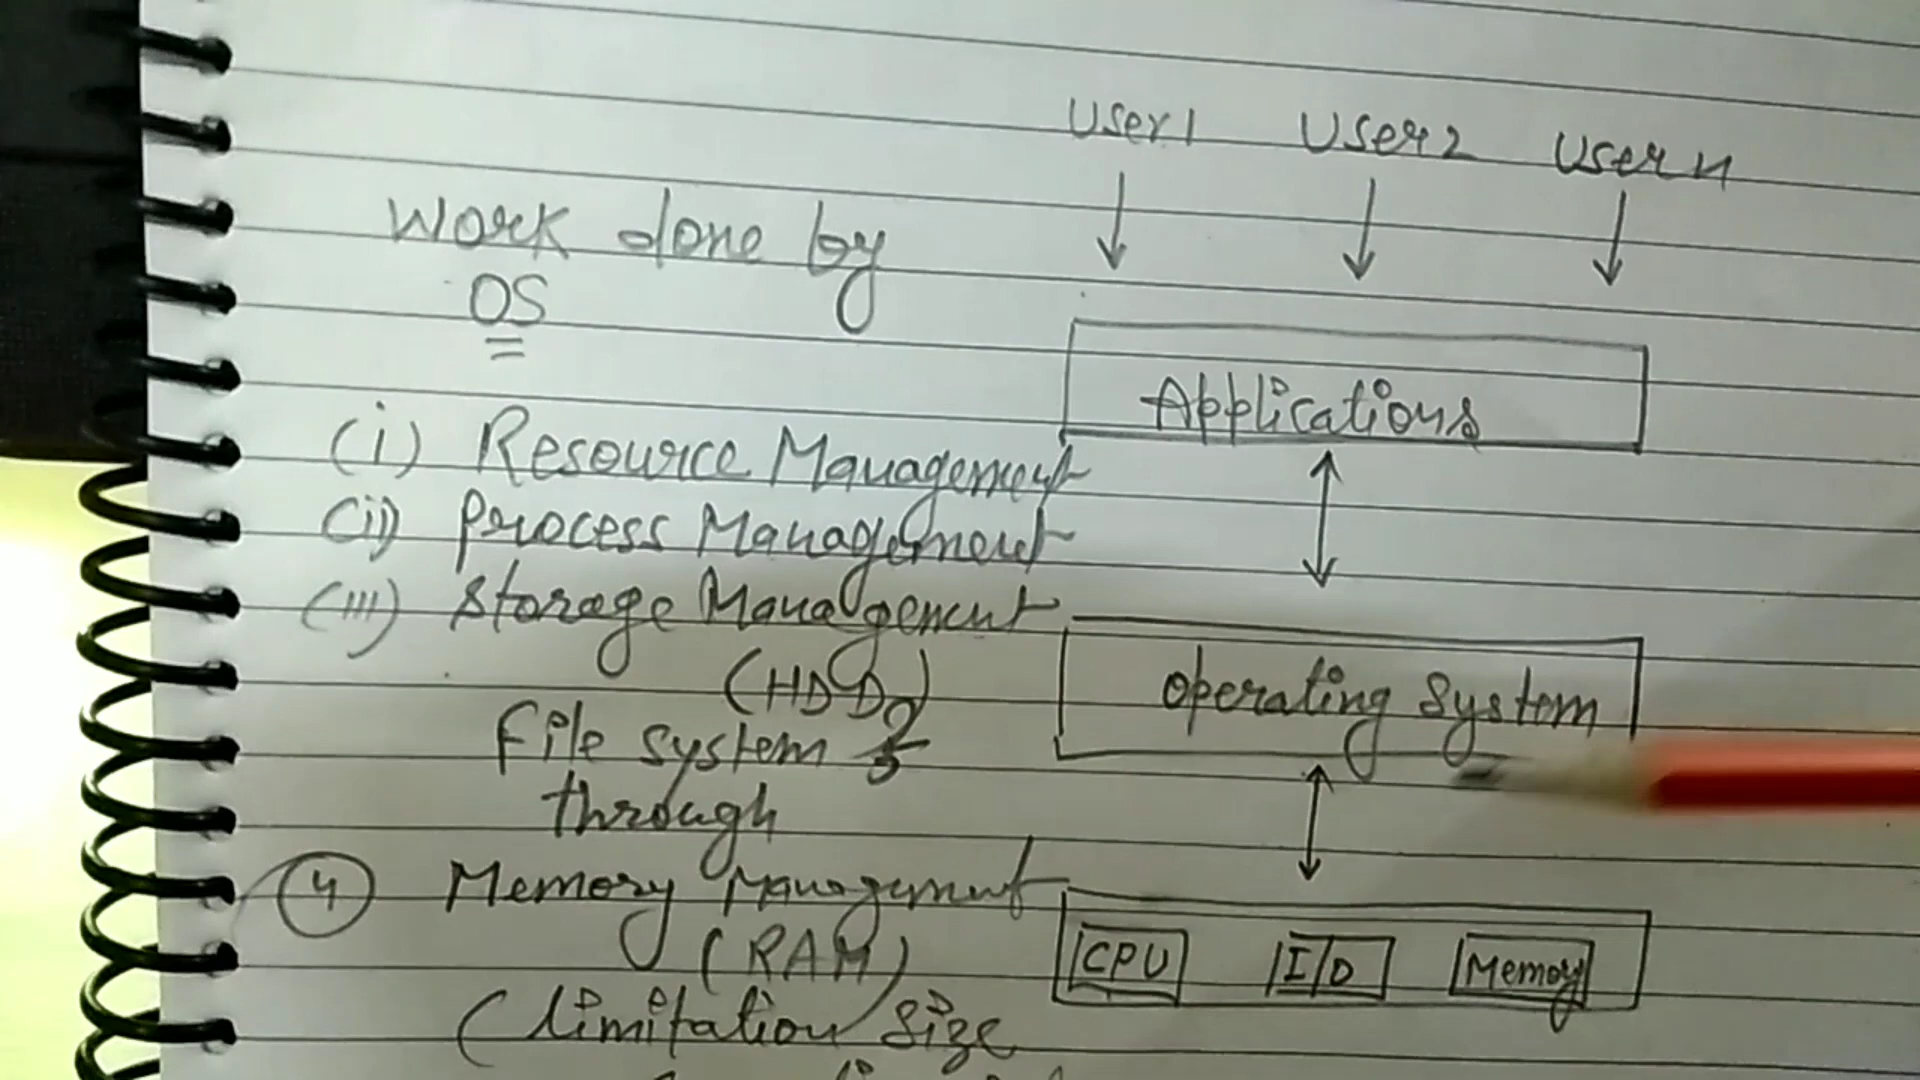 User1 User2 Usern
Work done by
OS
Applications
(i) Resource Management
(ii) Process Management
(iii) Storage Management
Operating System
(HDD)
File system
through
(4) Memory Management
(RAM)
CPU I/O Memory
(limitation size